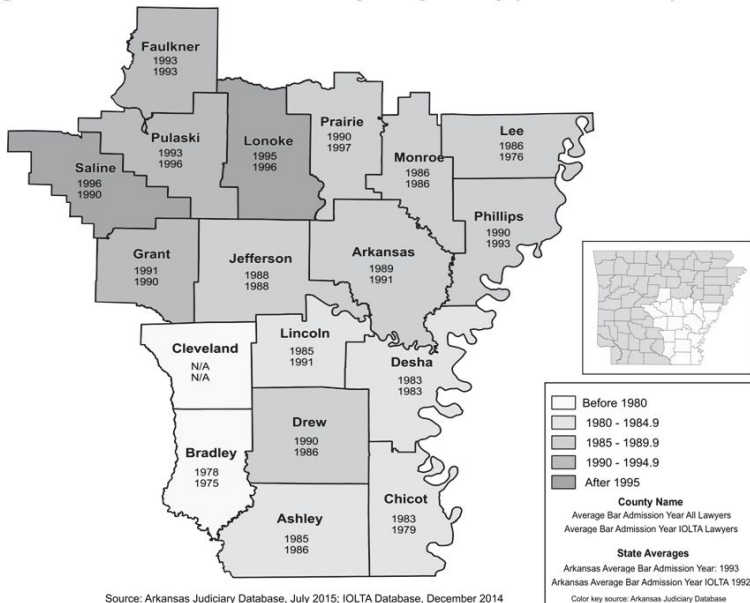 Faulkner
1993
1993
Pulaski
1993
1996
Lonoke
1995
1996
Prairie
1990
1997
Monroe
1986
1986
Lee
1986
1976
Saline
1996
1990
Phillips
1990
1993
Grant
1991
1990
Jefferson
1988
1988
Arkansas
1989
1991
Cleveland
N/A
N/A
Lincoln
1985
1991
Desha
1983
1983
Bradley
1978
1975
Drew
1990
1986
Ashley
1985
1986
Chicot
1983
1979
Before 1980
1980 - 1984.9
1985 - 1989.9
1990 - 1994.9
After 1995
County Name
Average Bar Admission Year All Lawyers
Average Bar Admission Year IOLTA Lawyers
State Averages
Arkansas Average Bar Admission Year: 1993
Arkansas Average Bar Admission Year IOLTA 1992
Color key source: Arkansas Judiciary Database
Source: Arkansas Judiciary Database, July 2015; IOLTA Database, December 2014